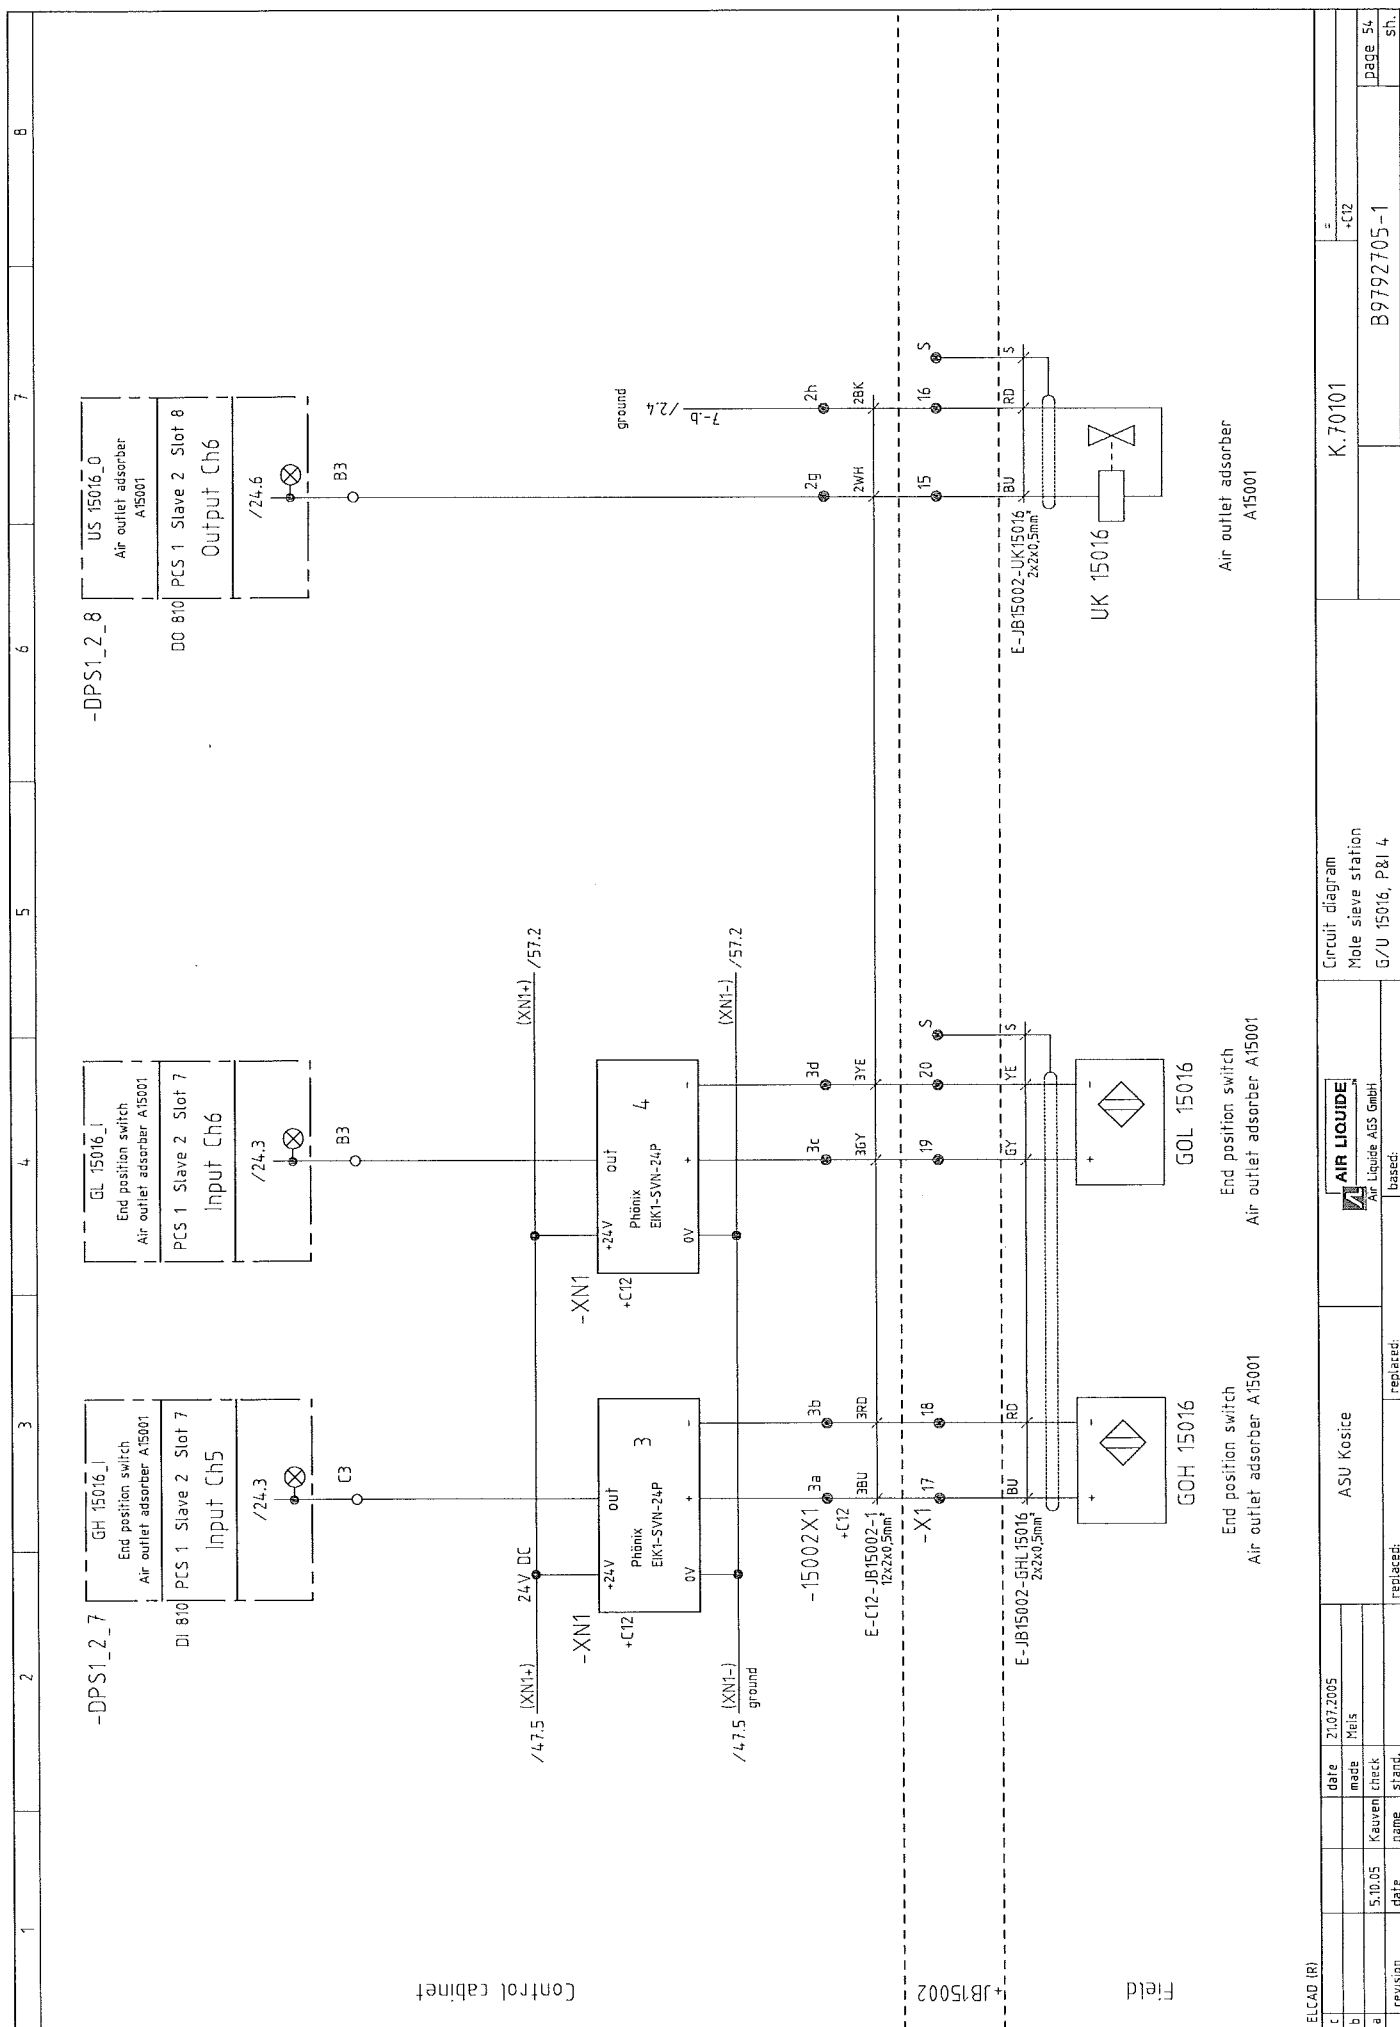 1 2 3 4 5 6 7 8
-DPS1_2_7
GH 15016_I
End position switch
Air outlet adsorber A15001
DI 810
PCS 1 Slave 2 Slot 7
Input Ch5
/24.3
C3
GL 15016_I
End position switch
Air outlet adsorber A15001
PCS 1 Slave 2 Slot 7
Input Ch6
/24.3
B3
-DPS1_2_8
US 15016_O
Air outlet adsorber
A15001
DO 810
PCS 1 Slave 2 Slot 8
Output Ch6
/24.6
B3
Control cabinet
/47.5 (XN1+)
24V DC
(XN1+) /57.2
-XN1
+C12
+24V
out
Phönix
EIK1-SVN-24P
3
0V
+
-
-XN1
+C12
+24V
out
Phönix
EIK1-SVN-24P
4
0V
+
-
/47.5 (XN1-)
ground
(XN1-) /57.2
ground
/2.4
7-.b
-15002X1
+C12
3a 3b 3c 3d 2g 2h
E-C12-JB15002-1
12x2x0,5mm²
3BU 3RD 3GY 3YE 2WH 2BK
+JB15002
-X1
17 18 19 20 S 15 16 S
E-JB15002-GHL15016
2x2x0,5mm²
BU RD GY YE S
E-JB15002-UK15016
2x2x0,5mm²
BU RD S
Field
+ -
GOH 15016
End position switch
Air outlet adsorber A15001
+ -
GOL 15016
End position switch
Air outlet adsorber A15001
UK 15016
Air outlet adsorber
A15001
ELCAD (R)
c
b
a
5.10.05
Kauven
revision
date
name
date
21.07.2005
made
Meis
check
stand.
ASU Kosice
replaced:
replaced:
AIR LIQUIDE
Air Liquide AGS GmbH
based:
Circuit diagram
Mole sieve station
G/U 15016, P&I 4
K.70101
=
+C12
B9792705-1
page 54
sh.